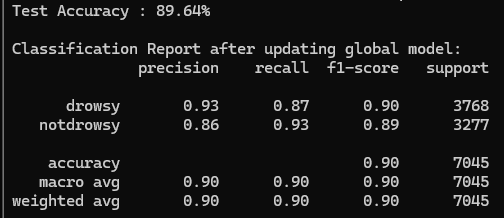 Test Accuracy : 89.64%
Classification Report after updating global model:
precision recall f1-score support
drowsy 0.93 0.87 0.90 3768
notdrowsy 0.86 0.93 0.89 3277
accuracy 0.90 7045
macro avg 0.90 0.90 0.90 7045
weighted avg 0.90 0.90 0.90 7045